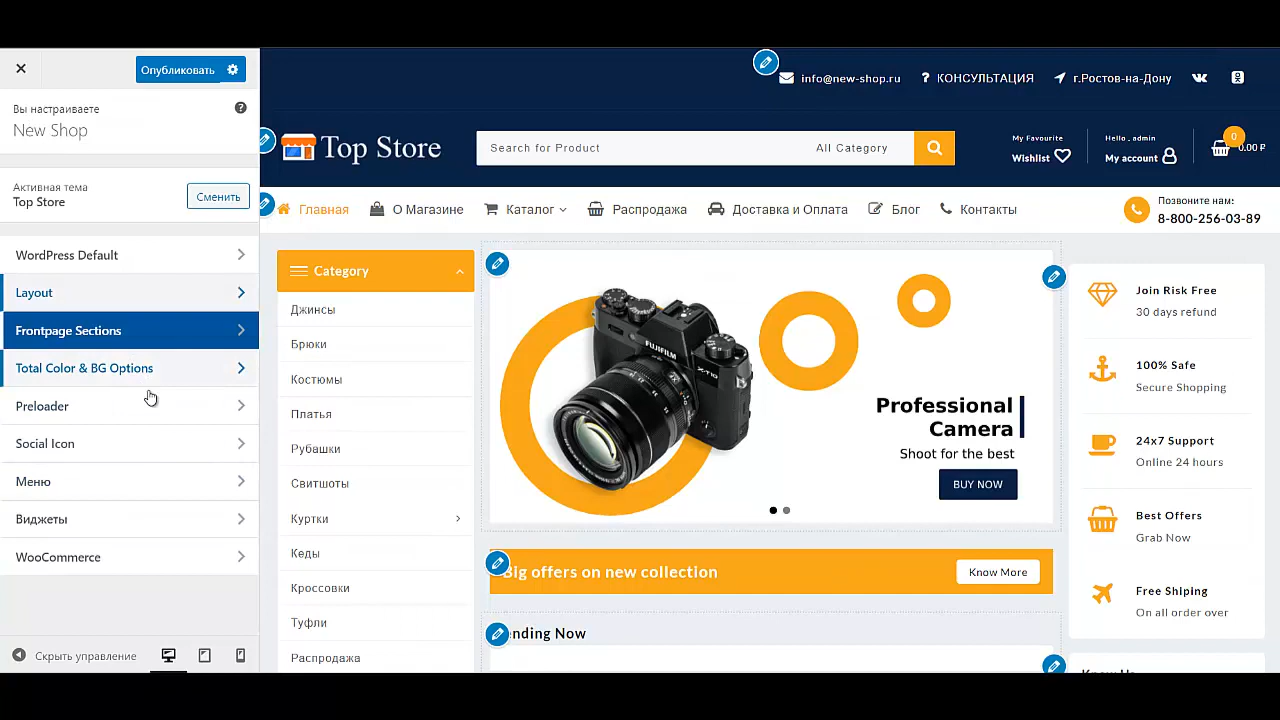 Опубликовать
Вы настраиваете
New Shop
Активная тема
Top Store
Сменить
WordPress Default
Layout
Frontpage Sections
Total Color & BG Options
Preloader
Social Icon
Меню
Виджеты
WooCommerce
Скрыть управление
info@new-shop.ru
? КОНСУЛЬТАЦИЯ
г.Ростов-на-Дону
Top Store
Search for Product
All Category
My Favourite
Wishlist
Hello , admin
My account
0
0.00 ₽
Главная
О Магазине
Каталог
Распродажа
Доставка и Оплата
Блог
Контакты
Позвоните нам:
8-800-256-03-89
Category
Джинсы
Брюки
Костюмы
Платья
Рубашки
Свитшоты
Куртки
Кеды
Кроссовки
Туфли
Распродажа
FUJIFILM
X-T10
Professional
Camera
Shoot for the best
BUY NOW
Big offers on new collection
Know More
nding Now
Join Risk Free
30 days refund
100% Safe
Secure Shopping
24x7 Support
Online 24 hours
Best Offers
Grab Now
Free Shiping
On all order over